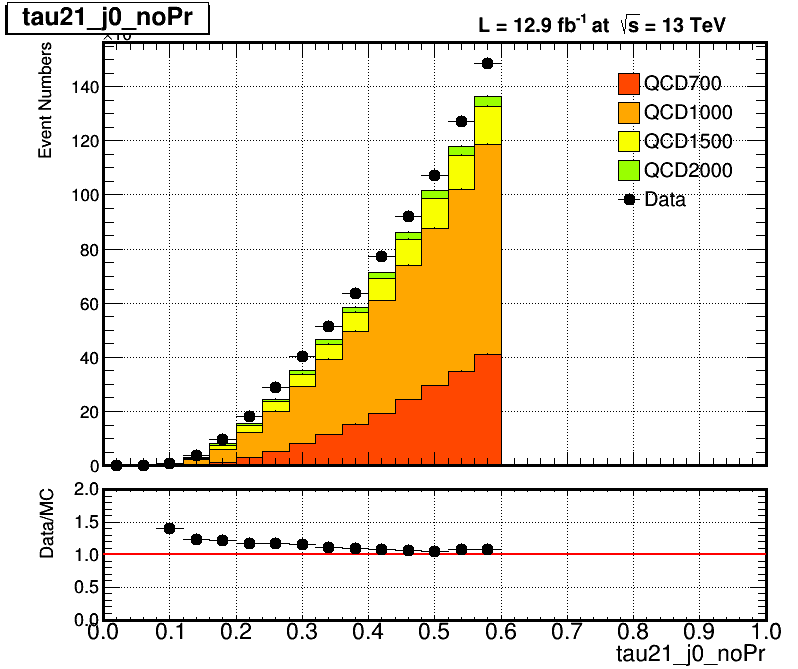 tau21_j0_noPr
L = 12.9 fb⁻¹ at √s = 13 TeV
Event Numbers
140
120
100
80
60
40
20
0
QCD700
QCD1000
QCD1500
QCD2000
Data
Data/MC
2.0
1.5
1.0
0.5
0.0
0.0 0.1 0.2 0.3 0.4 0.5 0.6 0.7 0.8 0.9 1.0
tau21_j0_noPr